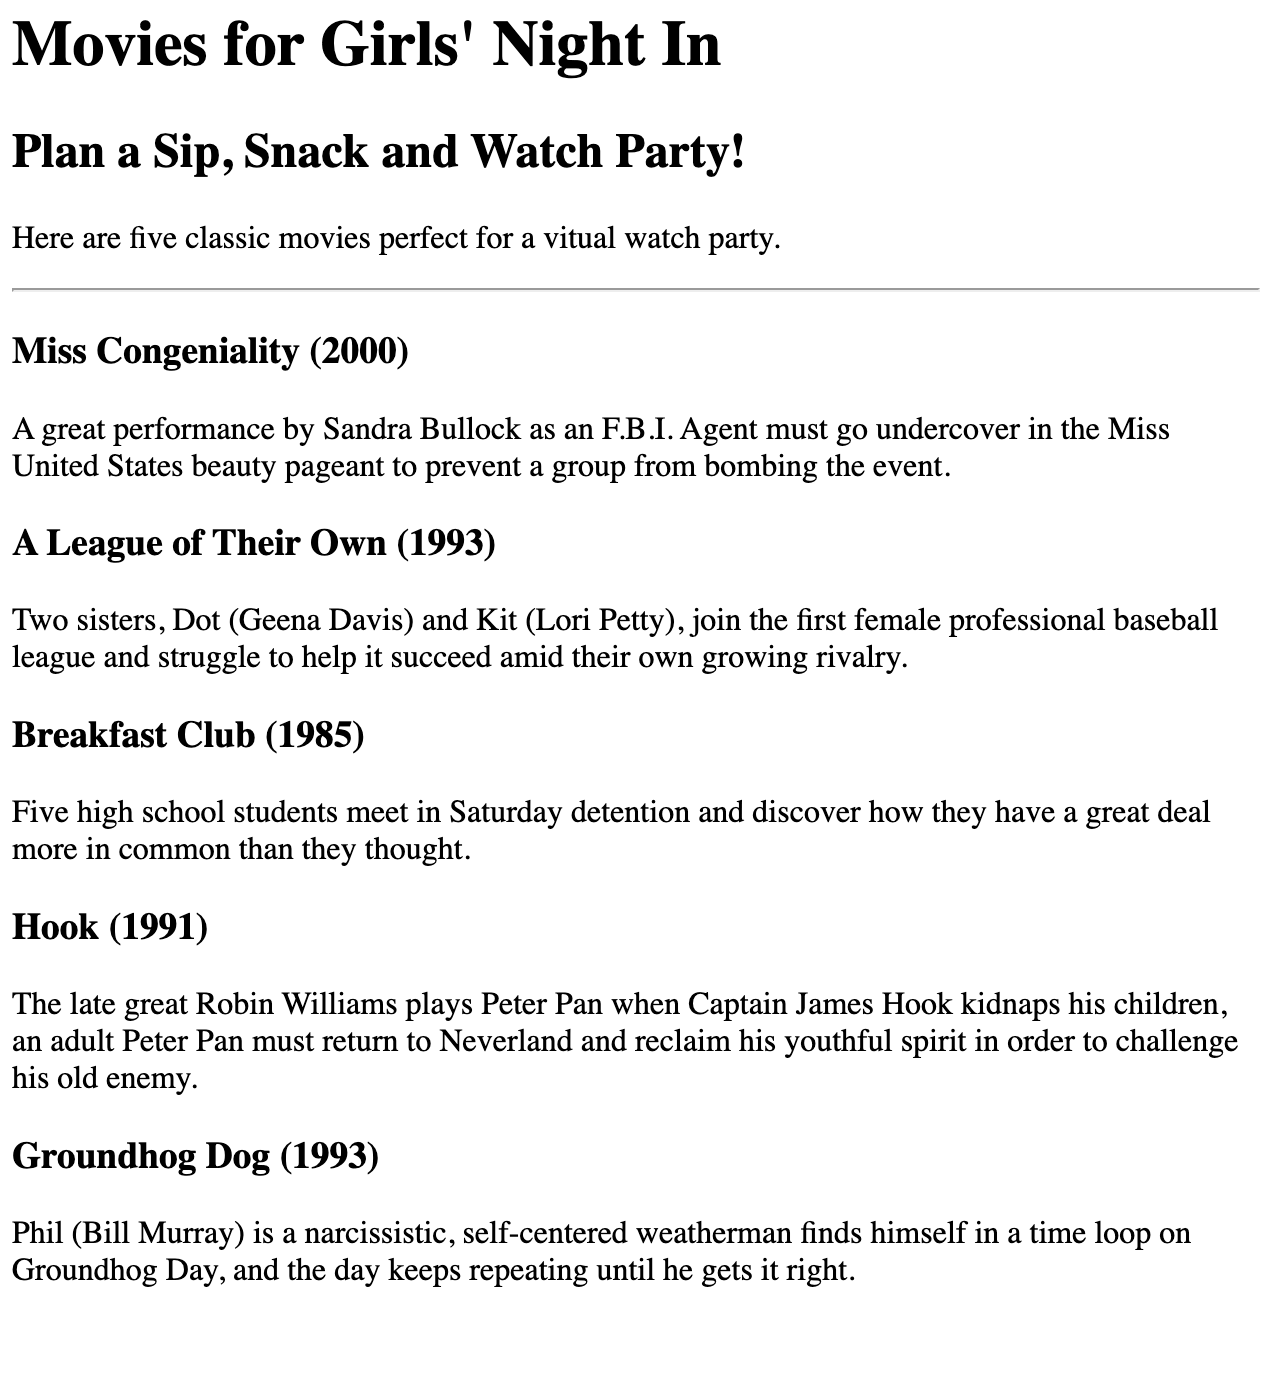 Movies for Girls' Night In
Plan a Sip, Snack and Watch Party!
Here are five classic movies perfect for a vitual watch party.
Miss Congeniality (2000)
A great performance by Sandra Bullock as an F.B.I. Agent must go undercover in the Miss
United States beauty pageant to prevent a group from bombing the event.
A League of Their Own (1993)
Two sisters, Dot (Geena Davis) and Kit (Lori Petty), join the first female professional baseball
league and struggle to help it succeed amid their own growing rivalry.
Breakfast Club (1985)
Five high school students meet in Saturday detention and discover how they have a great deal
more in common than they thought.
Hook (1991)
The late great Robin Williams plays Peter Pan when Captain James Hook kidnaps his children,
an adult Peter Pan must return to Neverland and reclaim his youthful spirit in order to challenge
his old enemy.
Groundhog Dog (1993)
Phil (Bill Murray) is a narcissistic, self-centered weatherman finds himself in a time loop on
Groundhog Day, and the day keeps repeating until he gets it right.